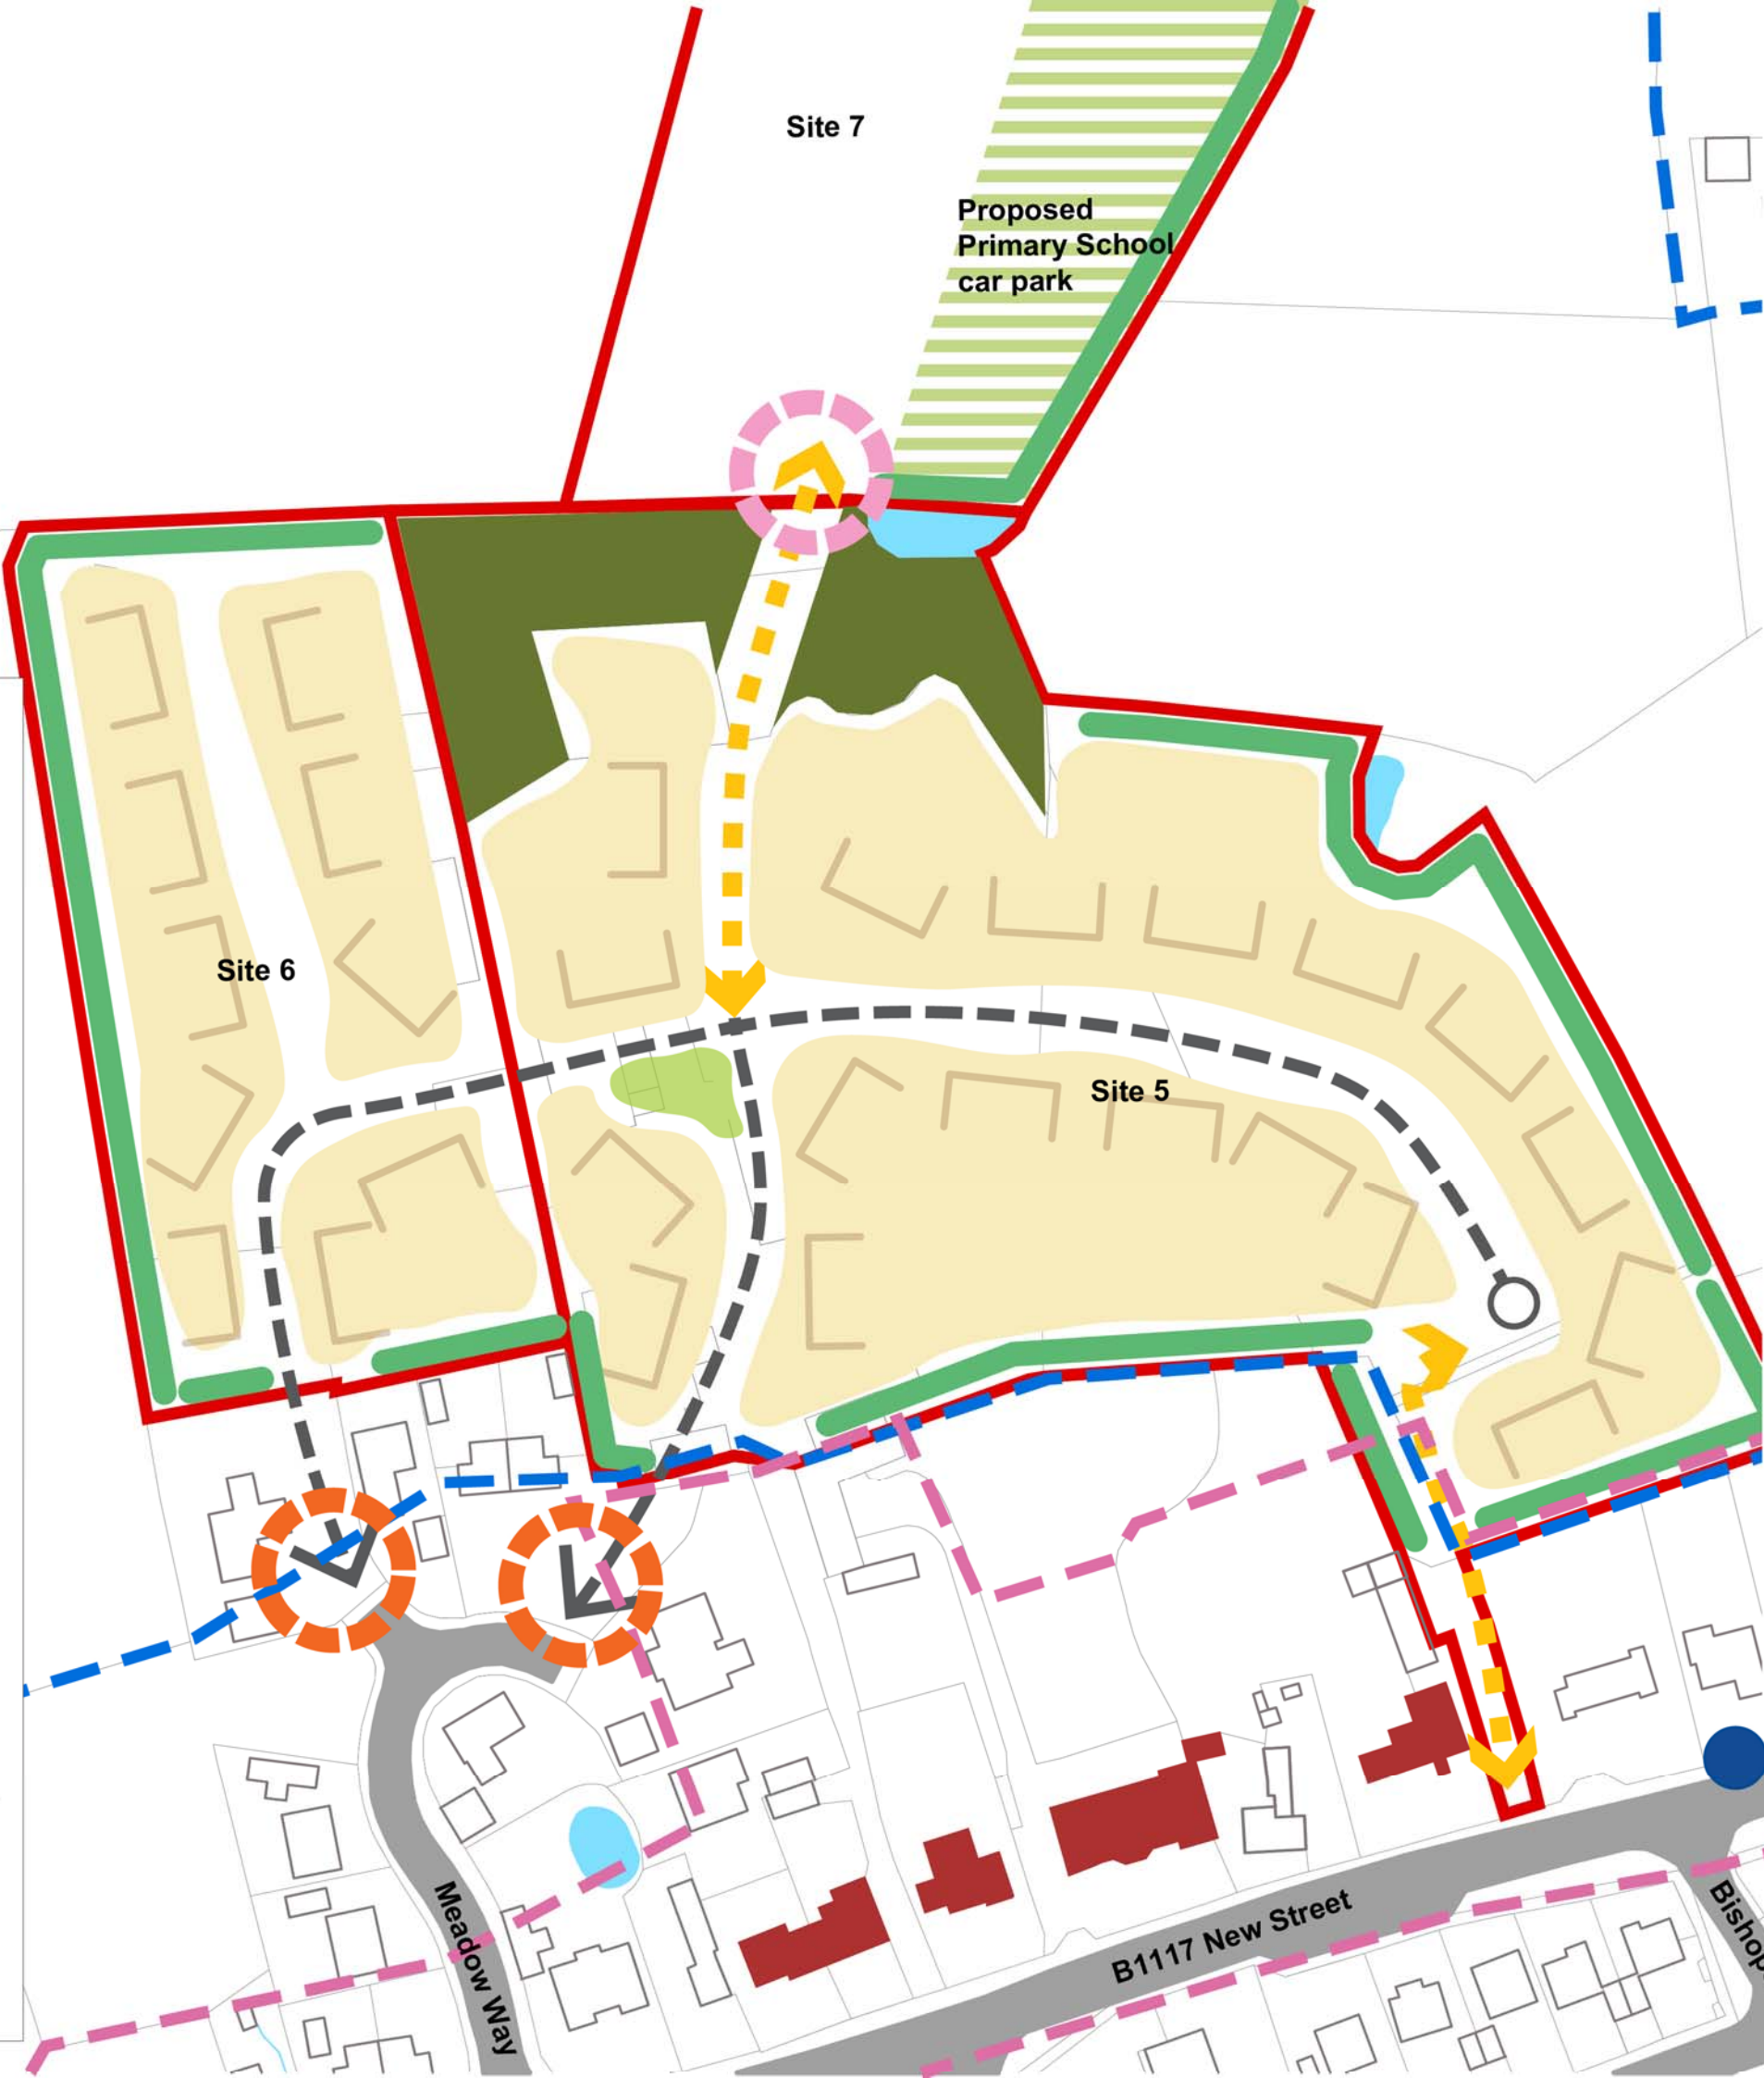 Site 7
Proposed
Primary School
car park
Site 6
Site 5
B1117 New Street
Meadow Way
Bishop